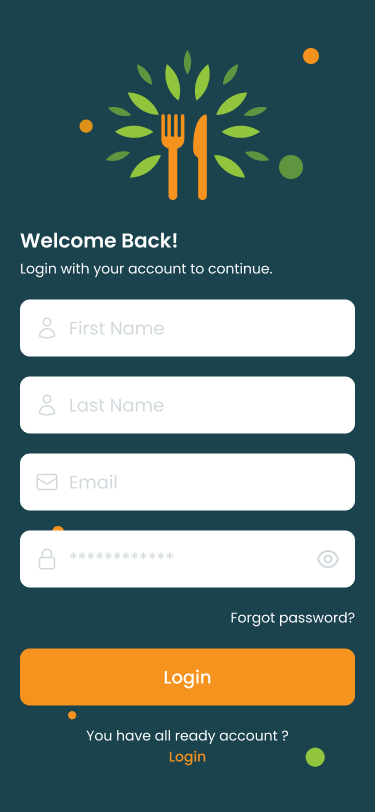 Welcome Back!
Login with your account to continue.
First Name
Last Name
Email
************
Forgot password?
Login
You have all ready account ?
Login